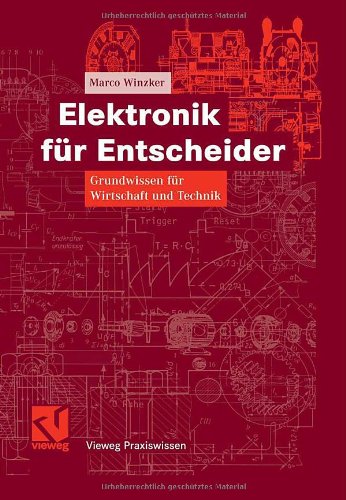 Urheberrechtlich geschütztes Material
Marco Winzker
Elektronik
für Entscheider
Grundwissen für
Wirtschaft und Technik
Start
Trigger
Reset
T=R·C
vieweg
Vieweg Praxiswissen
Urheberrechtlich geschütztes Material